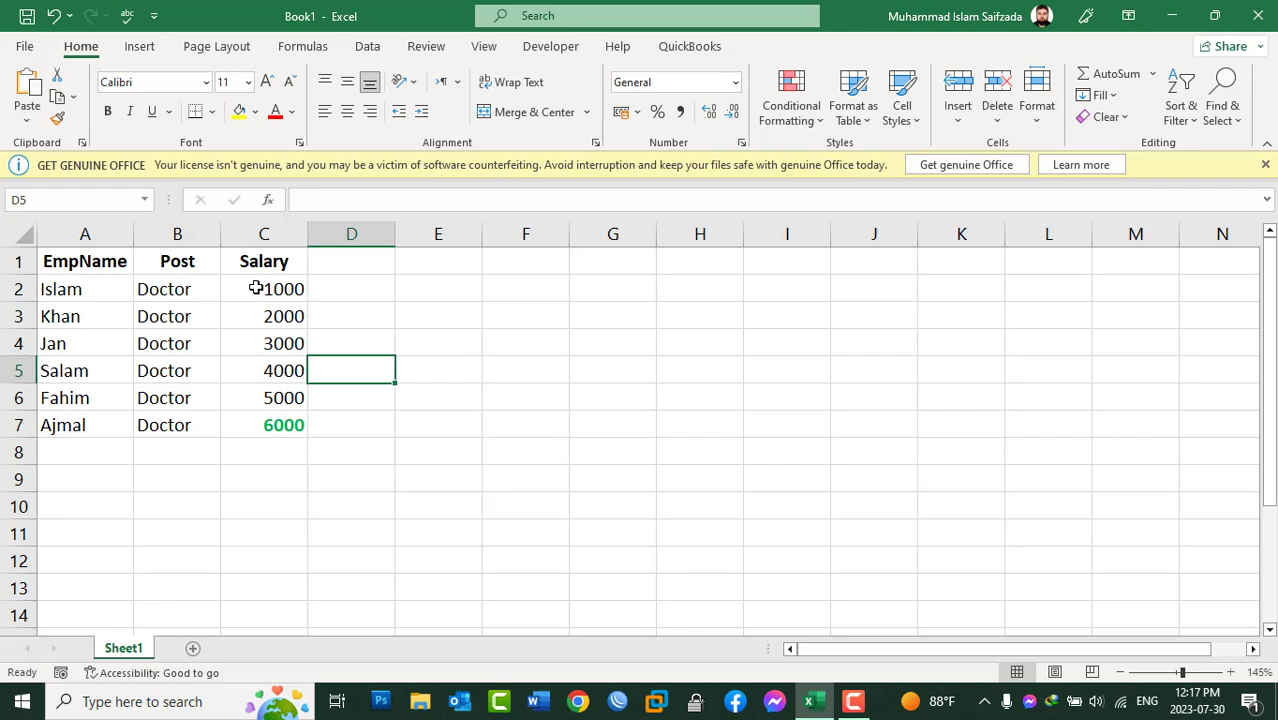 Book1 - Excel
Search
Muhammad Islam Saifzada
File Home Insert Page Layout Formulas Data Review View Developer Help QuickBooks
Share
Paste
Calibri
11
Wrap Text
Merge & Center
General
Conditional Formatting
Format as Table
Cell Styles
Insert
Delete
Format
AutoSum
Fill
Clear
Sort & Filter
Find & Select
Clipboard Font Alignment Number Styles Cells Editing
GET GENUINE OFFICE Your license isn't genuine, and you may be a victim of software counterfeiting. Avoid interruption and keep your files safe with genuine Office today. Get genuine Office Learn more
D5
fx
A B C D E F G H I J K L M N
1 EmpName Post Salary
2 Islam Doctor 1000
3 Khan Doctor 2000
4 Jan Doctor 3000
5 Salam Doctor 4000
6 Fahim Doctor 5000
7 Ajmal Doctor 6000
8
9
10
11
12
13
14
Sheet1
Ready Accessibility: Good to go 145%
Type here to search
88°F
ENG
12:17 PM
2023-07-30
1